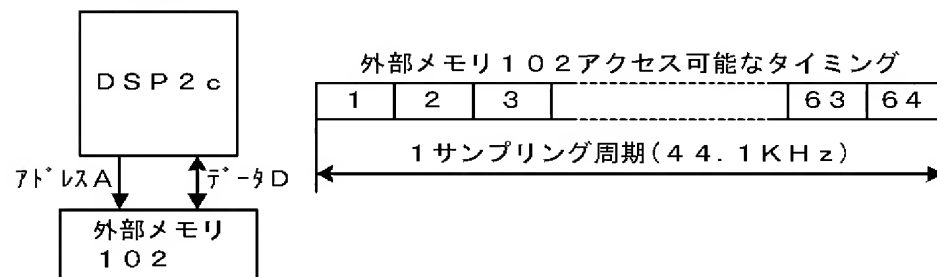 DSP2c
アドレスA
データD
外部メモリ
102
外部メモリ102アクセス可能なタイミング
1 2 3 63 64
1サンプリング周期(44.1KHz)